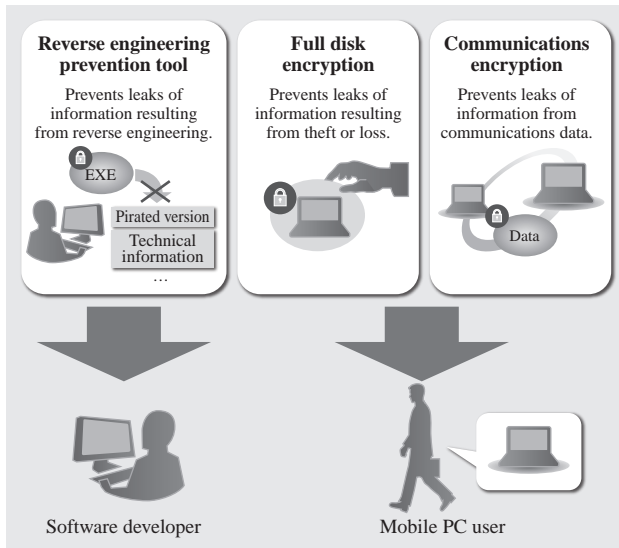 Reverse engineering
prevention tool
Prevents leaks of
information resulting
from reverse engineering.
EXE
Pirated version
Technical
information
…
Full disk
encryption
Prevents leaks of
information resulting
from theft or loss.
Communications
encryption
Prevents leaks of
information from
communications data.
Data
Software developer
Mobile PC user